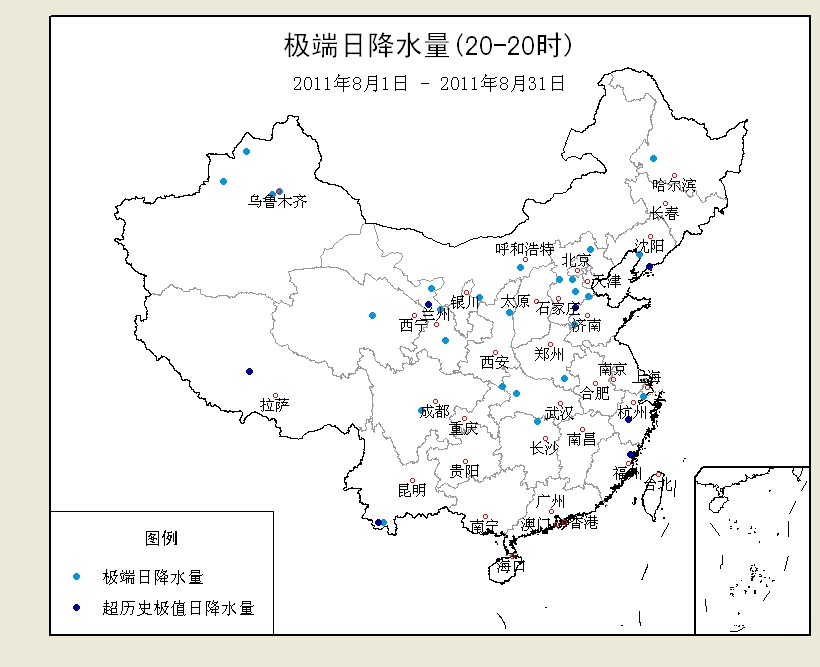 极端日降水量(20-20时)
2011年8月1日 - 2011年8月31日
哈尔滨
乌鲁木齐
长春
沈阳
呼和浩特
北京
天津
银川
太原
石家庄
兰州
西宁
济南
西安
郑州
南京
上海
合肥
拉萨
成都
武汉
杭州
重庆
长沙
南昌
贵阳
福州
昆明
台北
广州
南宁
澳门
香港
海口
图例
极端日降水量
超历史极值日降水量